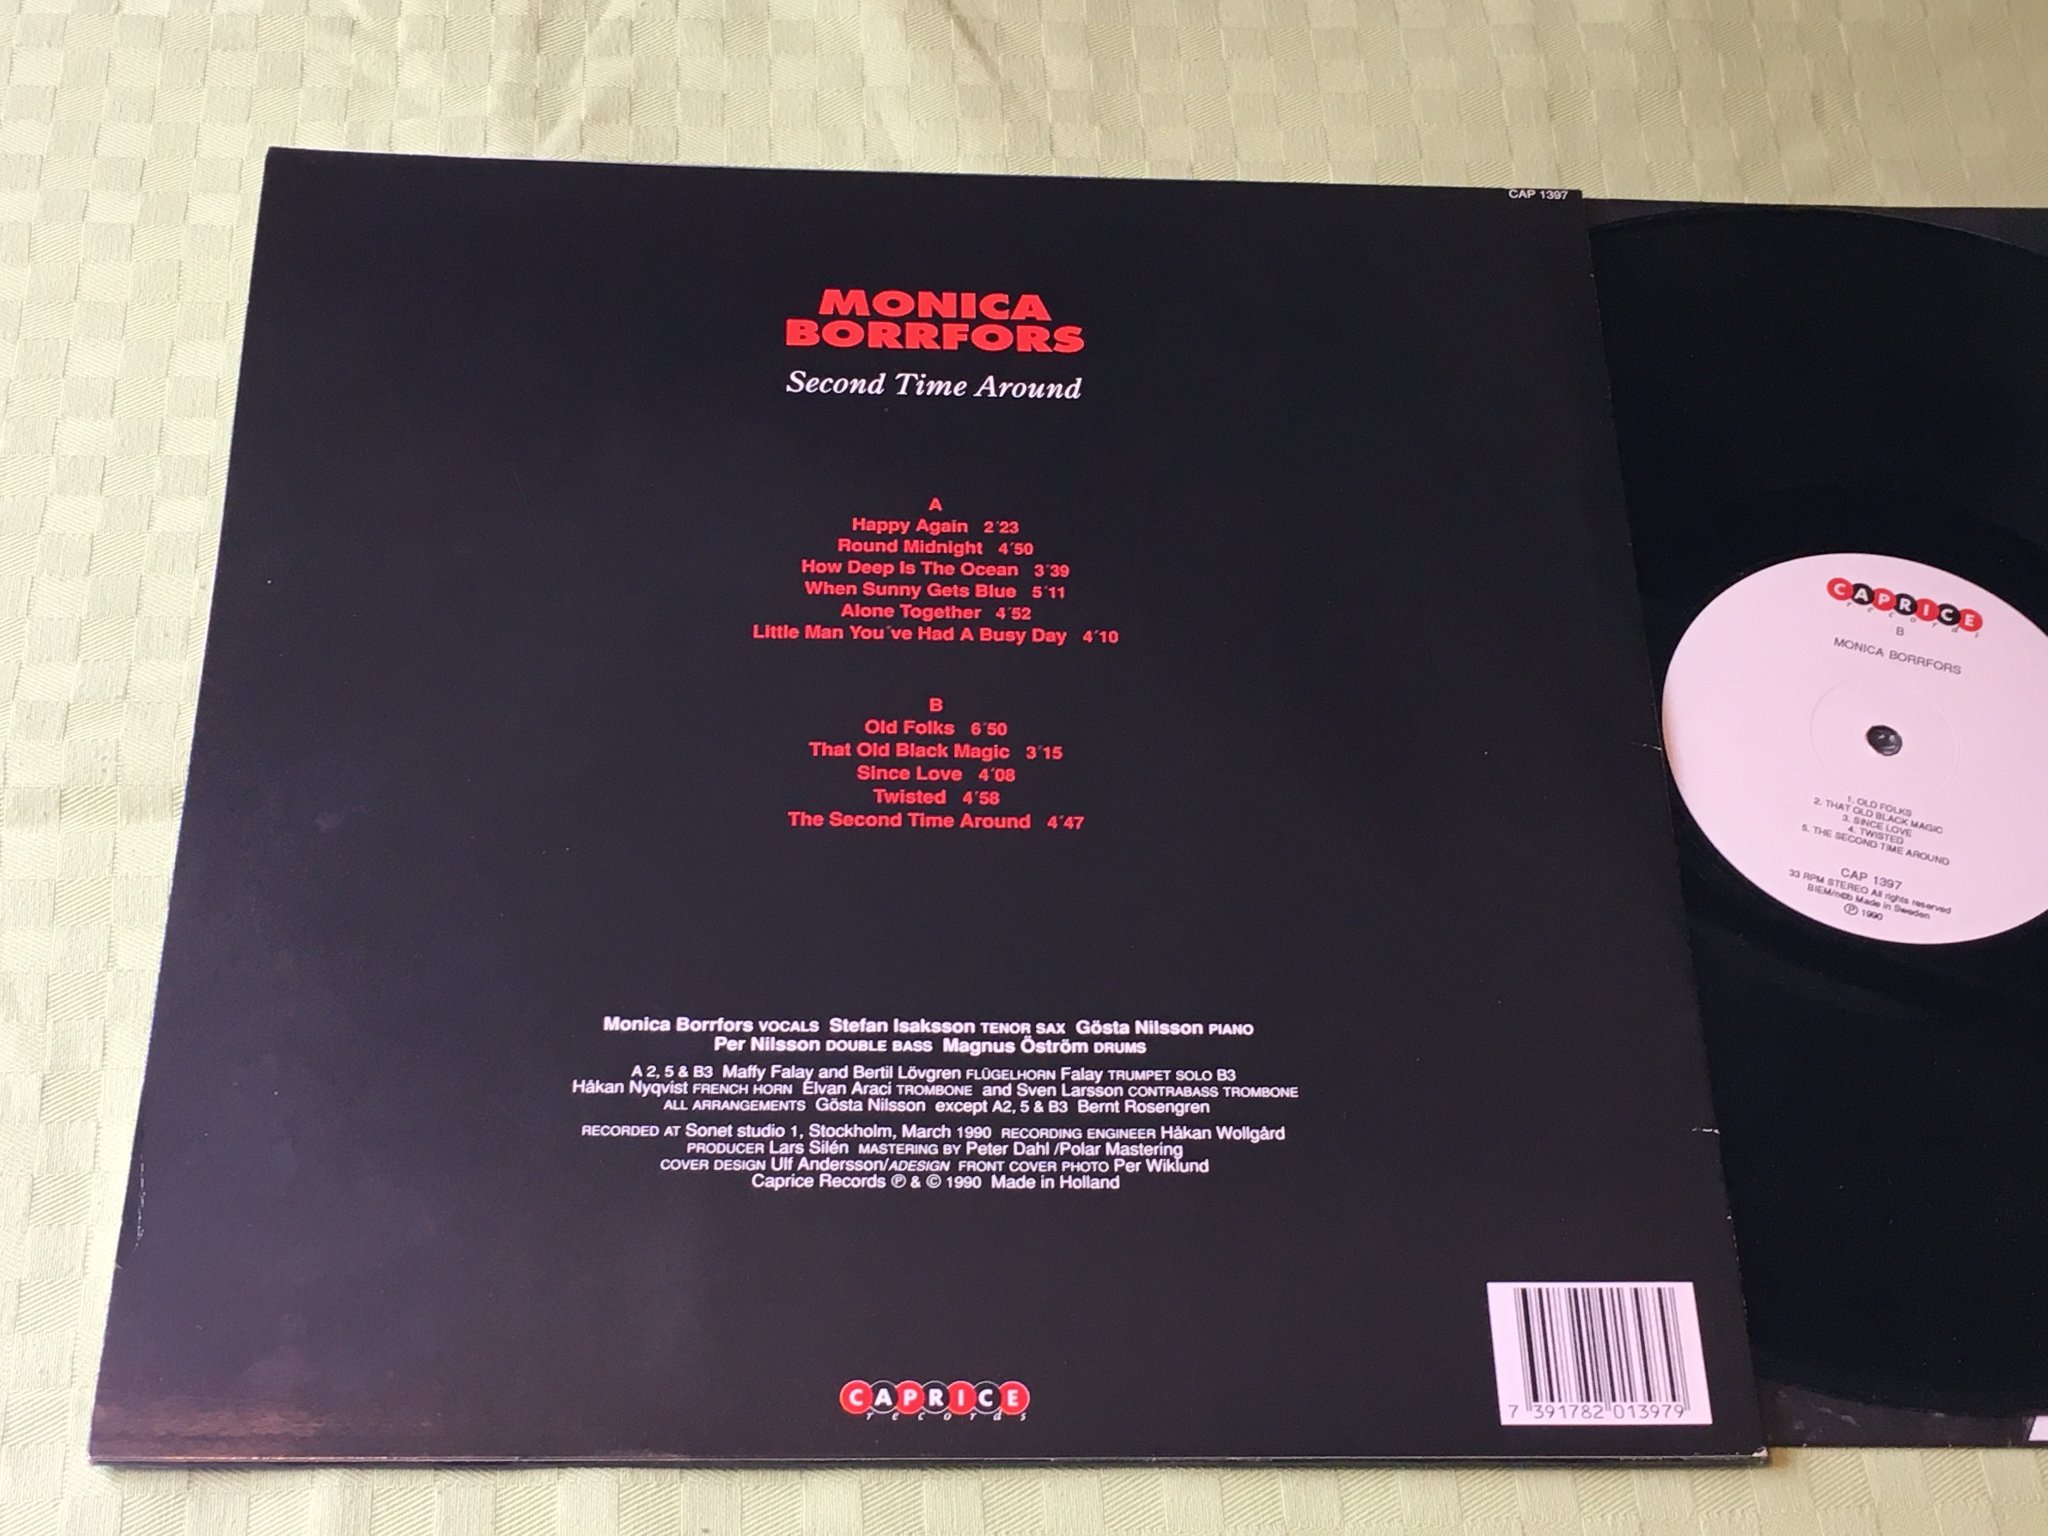 CAP 1397
MONICA
BORRFORS
Second Time Around
A
Happy Again 2´23
Round Midnight 4´50
How Deep Is The Ocean 3´39
When Sunny Gets Blue 5´11
Alone Together 4´52
Little Man You´ve Had A Busy Day 4´10
B
Old Folks 6´50
That Old Black Magic 3´15
Since Love 4´08
Twisted 4´58
The Second Time Around 4´47
Monica Borrfors VOCALS Stefan Isaksson TENOR SAX Gösta Nilsson PIANO
Per Nilsson DOUBLE BASS Magnus Öström DRUMS
A 2, 5 & B3 Maffy Falay and Bertil Lövgren FLÜGELHORN Falay TRUMPET SOLO B3
Håkan Nyqvist FRENCH HORN Elvan Araci TROMBONE and Sven Larsson CONTRABASS TROMBONE
ALL ARRANGEMENTS Gösta Nilsson except A2, 5 & B3 Bernt Rosengren
RECORDED AT Sonet studio 1, Stockholm, March 1990 RECORDING ENGINEER Håkan Wollgård
PRODUCER Lars Silén MASTERING BY Peter Dahl /Polar Mastering
COVER DESIGN Ulf Andersson/ADESIGN FRONT COVER PHOTO Per Wiklund
Caprice Records ℗ & © 1990 Made in Holland
CAPRICE
records
7 391782 013979
CAPRICE
records
B
MONICA BORRFORS
1. OLD FOLKS
2. THAT OLD BLACK MAGIC
3. SINCE LOVE
4. TWISTED
5. THE SECOND TIME AROUND
CAP 1397
33 RPM STEREO All rights reserved
BIEM/ncb Made in Sweden
℗ 1990